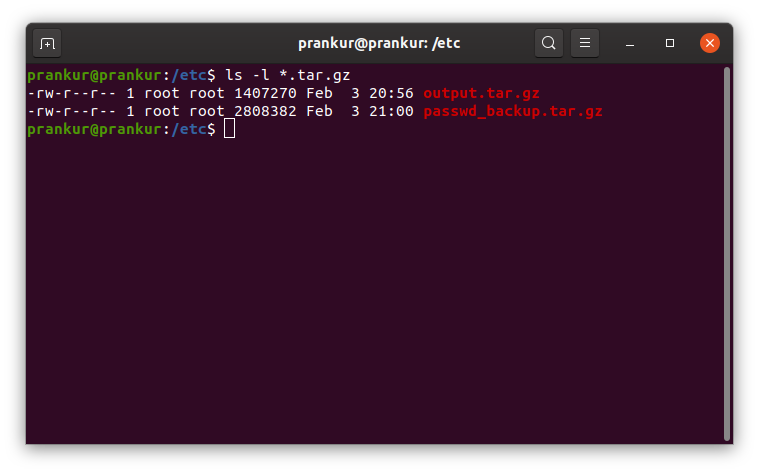 prankur@prankur: /etc
prankur@prankur:/etc$ ls -l *.tar.gz
-rw-r--r-- 1 root root 1407270 Feb  3 20:56 output.tar.gz
-rw-r--r-- 1 root root 2808382 Feb  3 21:00 passwd_backup.tar.gz
prankur@prankur:/etc$